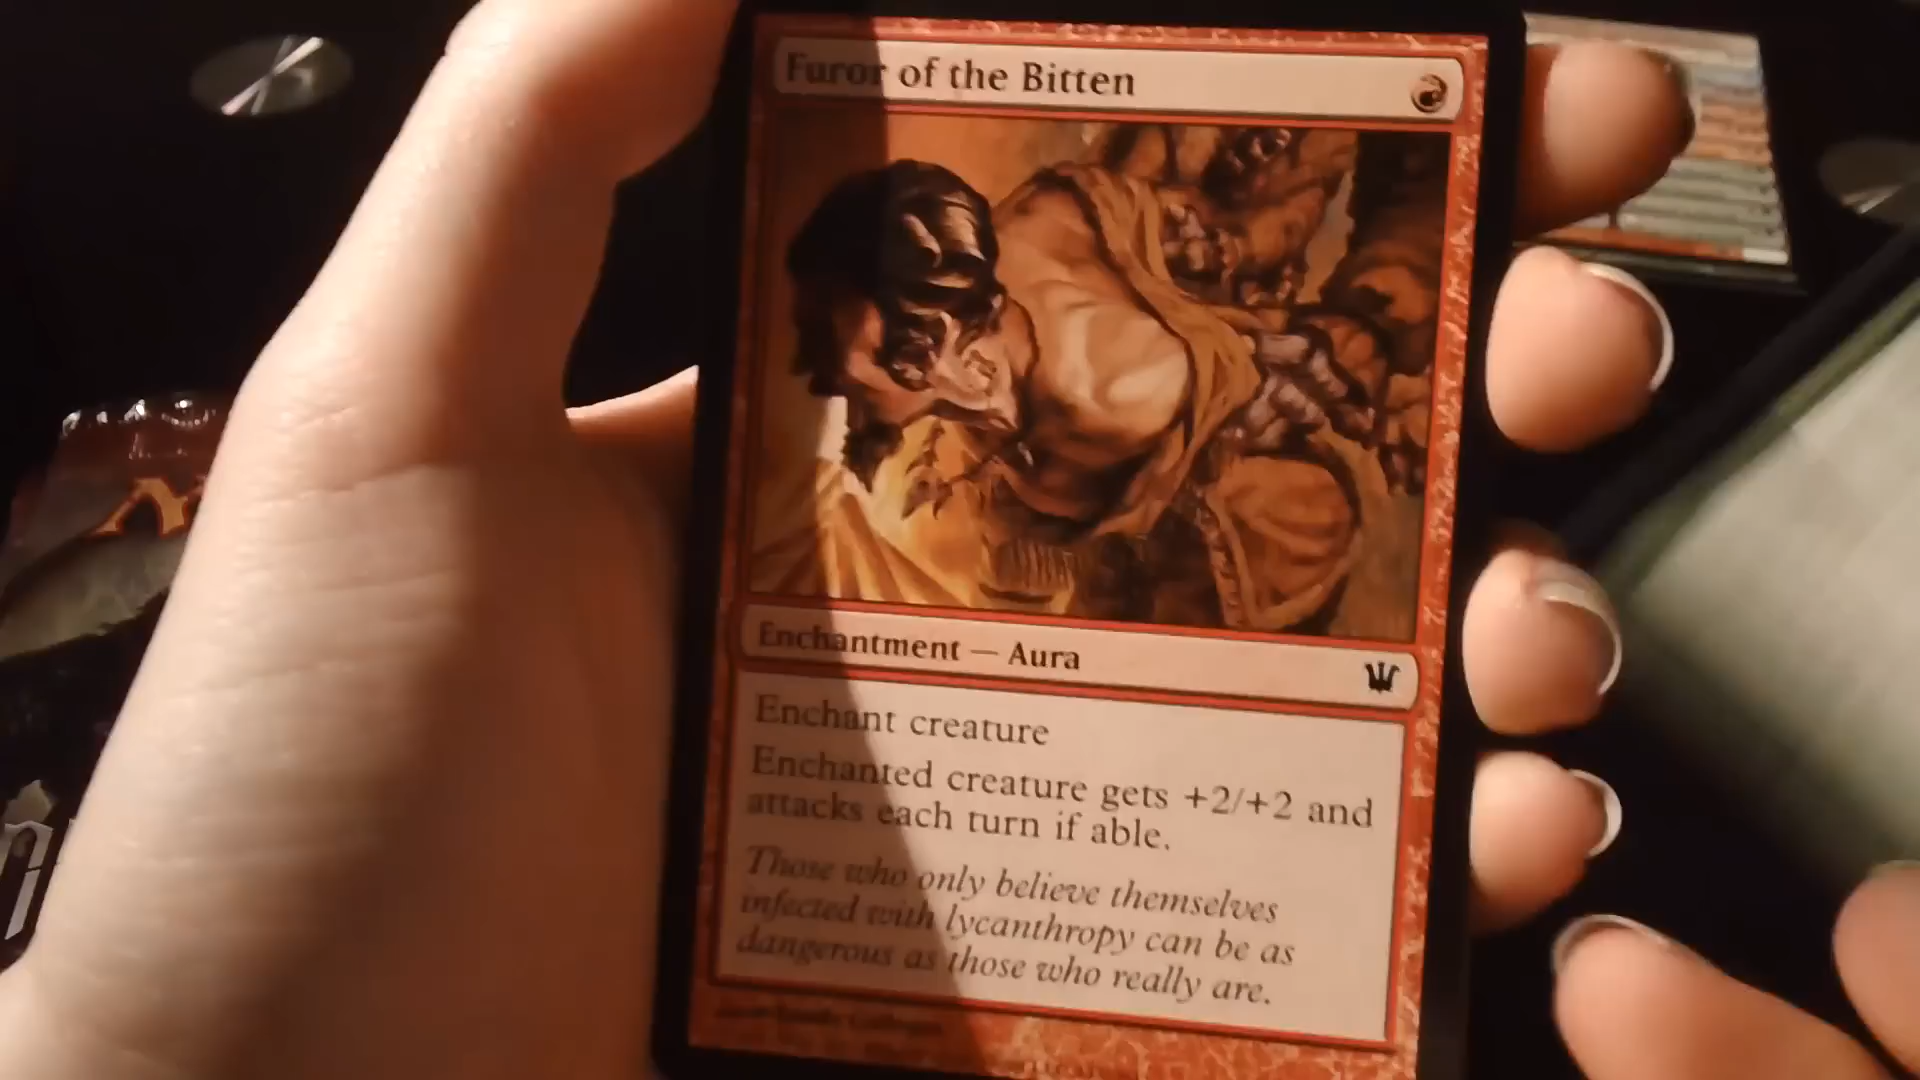 Furor of the Bitten
Enchantment — Aura
Enchant creature
Enchanted creature gets +2/+2 and
attacks each turn if able.
Those who only believe themselves
infected with lycanthropy can be as
dangerous as those who really are.